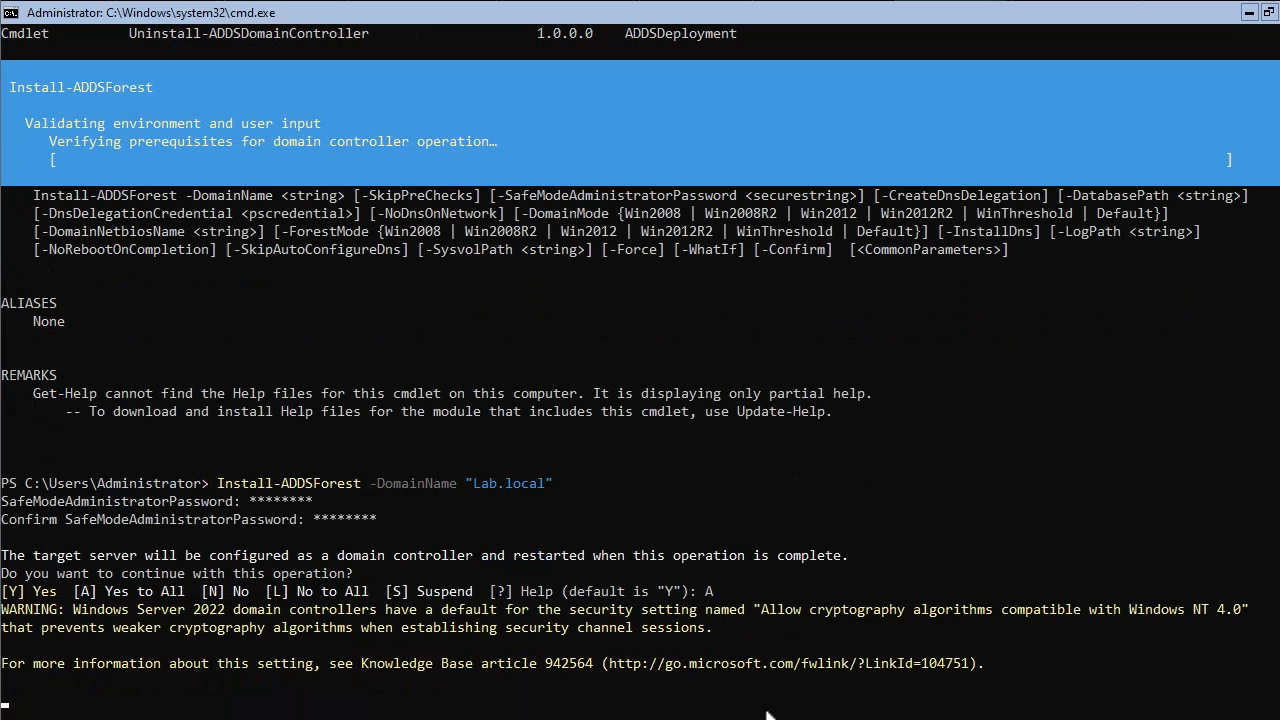 Administrator: C:\Windows\system32\cmd.exe
Cmdlet          Uninstall-ADDSDomainController                     1.0.0.0    ADDSDeployment
Install-ADDSForest
Validating environment and user input
Verifying prerequisites for domain controller operation…
[                                                                                ]
Install-ADDSForest -DomainName <string> [-SkipPreChecks] [-SafeModeAdministratorPassword <securestring>] [-CreateDnsDelegation] [-DatabasePath <string>]
[-DnsDelegationCredential <pscredential>] [-NoDnsOnNetwork] [-DomainMode {Win2008 | Win2008R2 | Win2012 | Win2012R2 | WinThreshold | Default}]
[-DomainNetbiosName <string>] [-ForestMode {Win2008 | Win2008R2 | Win2012 | Win2012R2 | WinThreshold | Default}] [-InstallDns] [-LogPath <string>]
[-NoRebootOnCompletion] [-SkipAutoConfigureDns] [-SysvolPath <string>] [-Force] [-WhatIf] [-Confirm]  [<CommonParameters>]
ALIASES
None
REMARKS
Get-Help cannot find the Help files for this cmdlet on this computer. It is displaying only partial help.
-- To download and install Help files for the module that includes this cmdlet, use Update-Help.
PS C:\Users\Administrator> Install-ADDSForest -DomainName "Lab.local"
SafeModeAdministratorPassword: ********
Confirm SafeModeAdministratorPassword: ********
The target server will be configured as a domain controller and restarted when this operation is complete.
Do you want to continue with this operation?
[Y] Yes  [A] Yes to All  [N] No  [L] No to All  [S] Suspend  [?] Help (default is "Y"): A
WARNING: Windows Server 2022 domain controllers have a default for the security setting named "Allow cryptography algorithms compatible with Windows NT 4.0"
that prevents weaker cryptography algorithms when establishing security channel sessions.
For more information about this setting, see Knowledge Base article 942564 (http://go.microsoft.com/fwlink/?LinkId=104751).